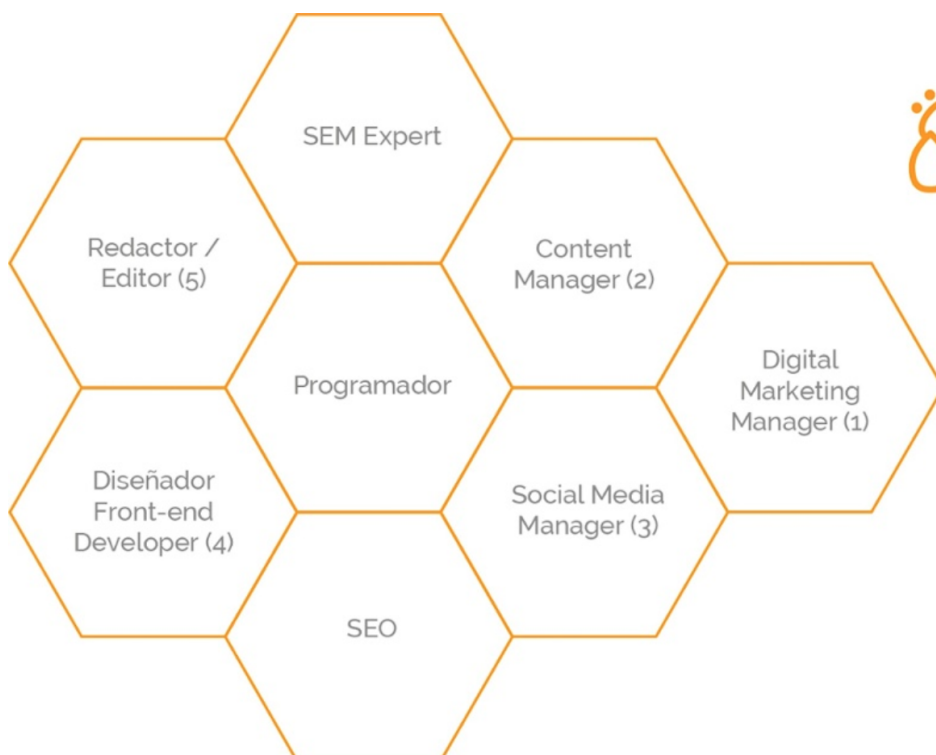 SEM Expert
Redactor /
Editor (5)
Content
Manager (2)
Programador
Digital
Marketing
Manager (1)
Diseñador
Front-end
Developer (4)
Social Media
Manager (3)
SEO